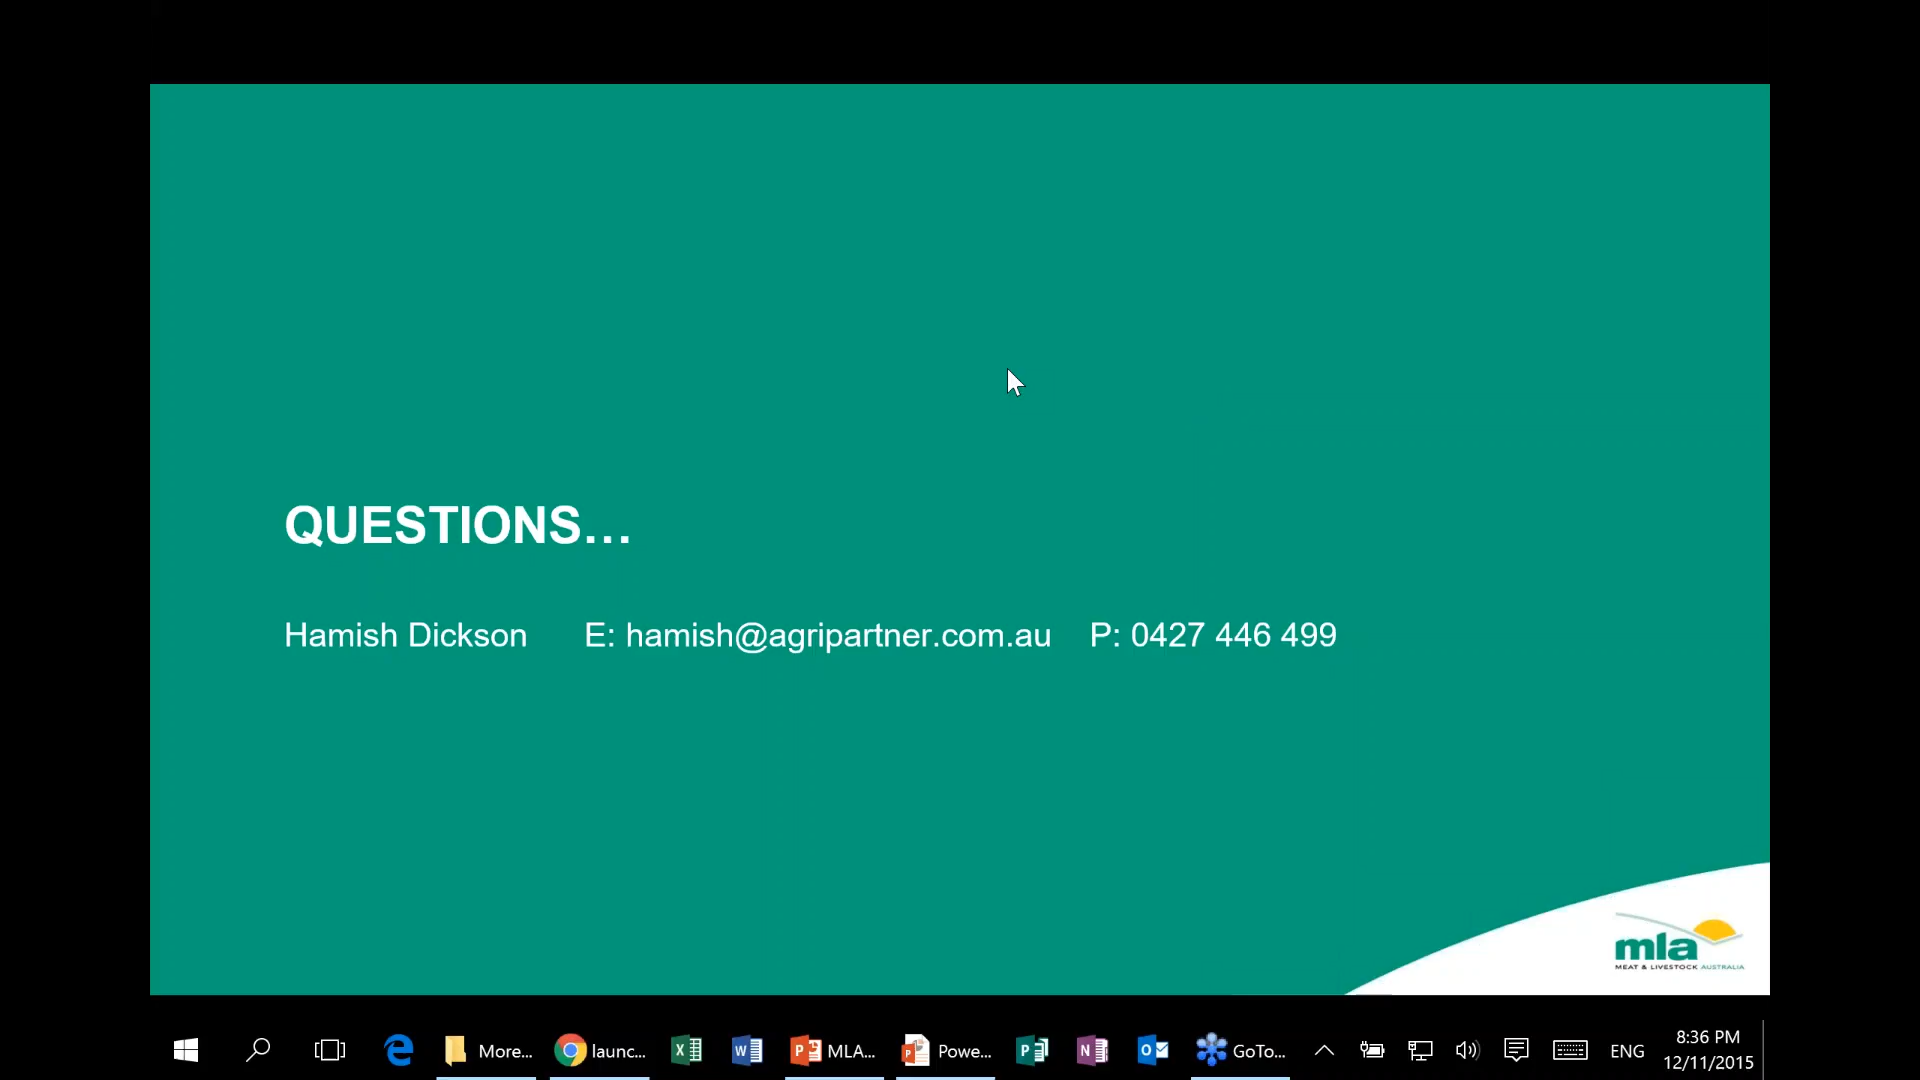 QUESTIONS...
Hamish Dickson E: hamish@agripartner.com.au P: 0427 446 499
mla
MEAT & LIVESTOCK AUSTRALIA
More... launc... MLA... Powe... GoTo... ENG 8:36 PM
12/11/2015